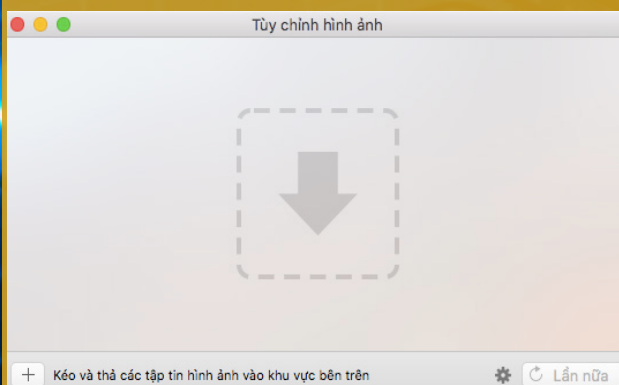 Tùy chỉnh hình ảnh
Kéo và thả các tập tin hình ảnh vào khu vực bên trên
Lần nữa